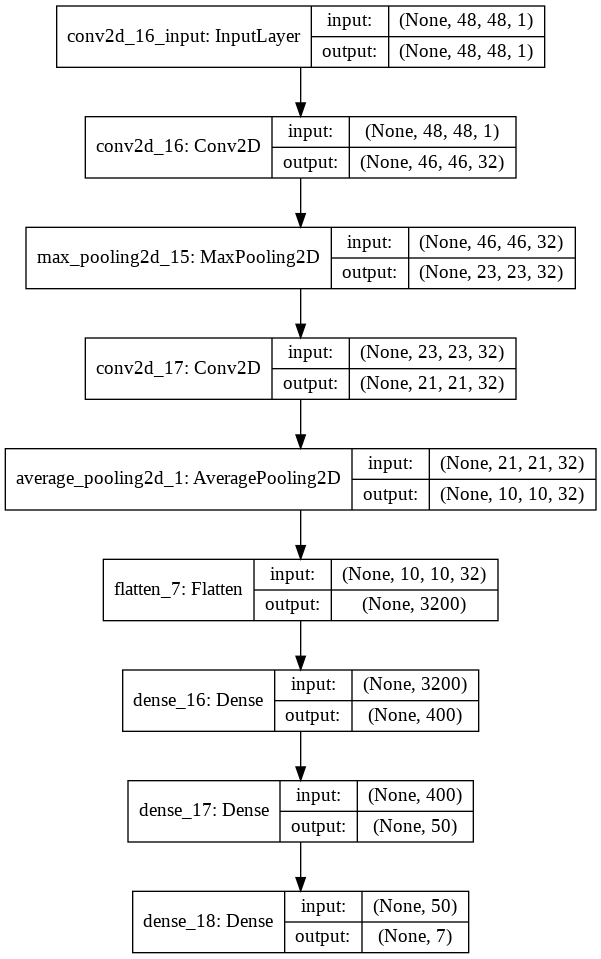 conv2d_16_input: InputLayer
input: (None, 48, 48, 1)
output: (None, 48, 48, 1)
conv2d_16: Conv2D
input: (None, 48, 48, 1)
output: (None, 46, 46, 32)
max_pooling2d_15: MaxPooling2D
input: (None, 46, 46, 32)
output: (None, 23, 23, 32)
conv2d_17: Conv2D
input: (None, 23, 23, 32)
output: (None, 21, 21, 32)
average_pooling2d_1: AveragePooling2D
input: (None, 21, 21, 32)
output: (None, 10, 10, 32)
flatten_7: Flatten
input: (None, 10, 10, 32)
output: (None, 3200)
dense_16: Dense
input: (None, 3200)
output: (None, 400)
dense_17: Dense
input: (None, 400)
output: (None, 50)
dense_18: Dense
input: (None, 50)
output: (None, 7)